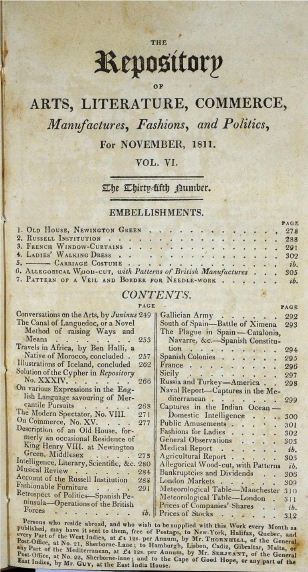 THE
Repository
OF
ARTS, LITERATURE, COMMERCE,
Manufactures, Fashions, and Politics,
For NOVEMBER, 1811.
VOL. VI.
The Thirty-fifth Number.
EMBELLISHMENTS.
PAGE
1. OLD HOUSE, NEWINGTON GREEN 278
2. RUSSELL INSTITUTION 288
3. FRENCH WINDOW-CURTAINS 291
4. LADIES' WALKING DRESS 302
5. ——— CARRIAGE COSTUME ib.
6. ALLEGORICAL WOOD-CUT, with Patterns of British Manufactures 305
7. PATTERN OF A VEIL AND BORDER FOR NEEDLE-WORK ib.
CONTENTS.
PAGE
Conversations on the Arts, by Juninus 249
The Canal of Languedoc, or a Novel
Method of raising Ways and
Means 253
Travels in Africa, by Ben Halli, a
Native of Morocco, concluded 257
Illustrations of Iceland, concluded 262
Solution of the Cypher in Repository
No. XXXIV. 266
On various Expressions in the Eng-
lish Language savouring of Mer-
cantile Pursuits 268
The Modern Spectator, No. VIII. 271
On Commerce, No. XV. 277
Description of an Old House, for-
merly an occasional Residence of
King Henry VIII. at Newington
Green, Middlesex 278
Intelligence, Literary, Scientific, &c. 280
Musical Review 284
Account of the Russell Institution 288
Fashionable Furniture 291
Retrospect of Politics—Spanish Pe-
ninsula—Operations of the British
Forces ib.
PAGE
Gallician Army 292
South of Spain—Battle of Ximena 293
The Plague in Spain—Catalonia,
Navarre, &c.—Spanish Constitu-
tion 294
Spanish Colonies 295
France 296
Sicily 297
Russia and Turkey—America 298
Naval Report—Captures in the Me-
diterranean 299
Captures in the Indian Ocean—
Domestic Intelligence 300
Public Amusements 301
Fashions for Ladies 302
General Observations 303
Medical Report ib.
Agricultural Report 305
Allegorical Wood-cut, with Patterns ib.
Bankruptcies and Dividends 306
London Markets 309
Meteorological Table—Manchester 310
Meteorological Table—London 311
Prices of Companies' Shares ib.
Prices of Stocks 312
Persons who reside abroad, and who wish to be supplied with this Work every Month as
published, may have it sent to them, free of Postage, to New-York, Halifax, Quebec, and
every Part of the West Indies, at £4 12s. per Annum, by Mr. THORNHILL, of the General
Post-Office, at No. 21, Sherborne-Lane; to Hamburgh, Lisbon, Cadiz, Gibraltar, Malta, or
any Part of the Mediterranean, at £4 12s. per Annum, by Mr. SERJEANT, of the General
Post-Office, at No. 22, Sherborne-lane; and to the Cape of Good Hope, or any part of the
East Indies, by Mr. GUY, at the East India House.